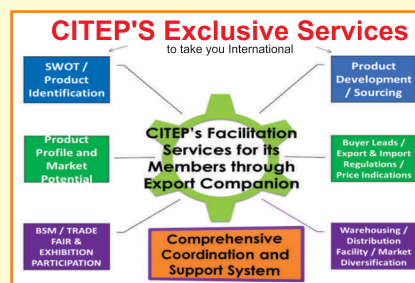 CITEP'S Exclusive Services
to take you International
SWOT /
Product
Identification
Product
Development
/ Sourcing
CITEP's Facilitation
Services for its
Members through
Export Companion
Product
Profile and
Market
Potential
Buyer Leads /
Export & Import
Regulations /
Price Indications
BSM / TRADE
FAIR &
EXHIBITION
PARTICIPATION
Comprehensive
Coordination and
Support System
Warehousing /
Distribution
Facility / Market
Diversification